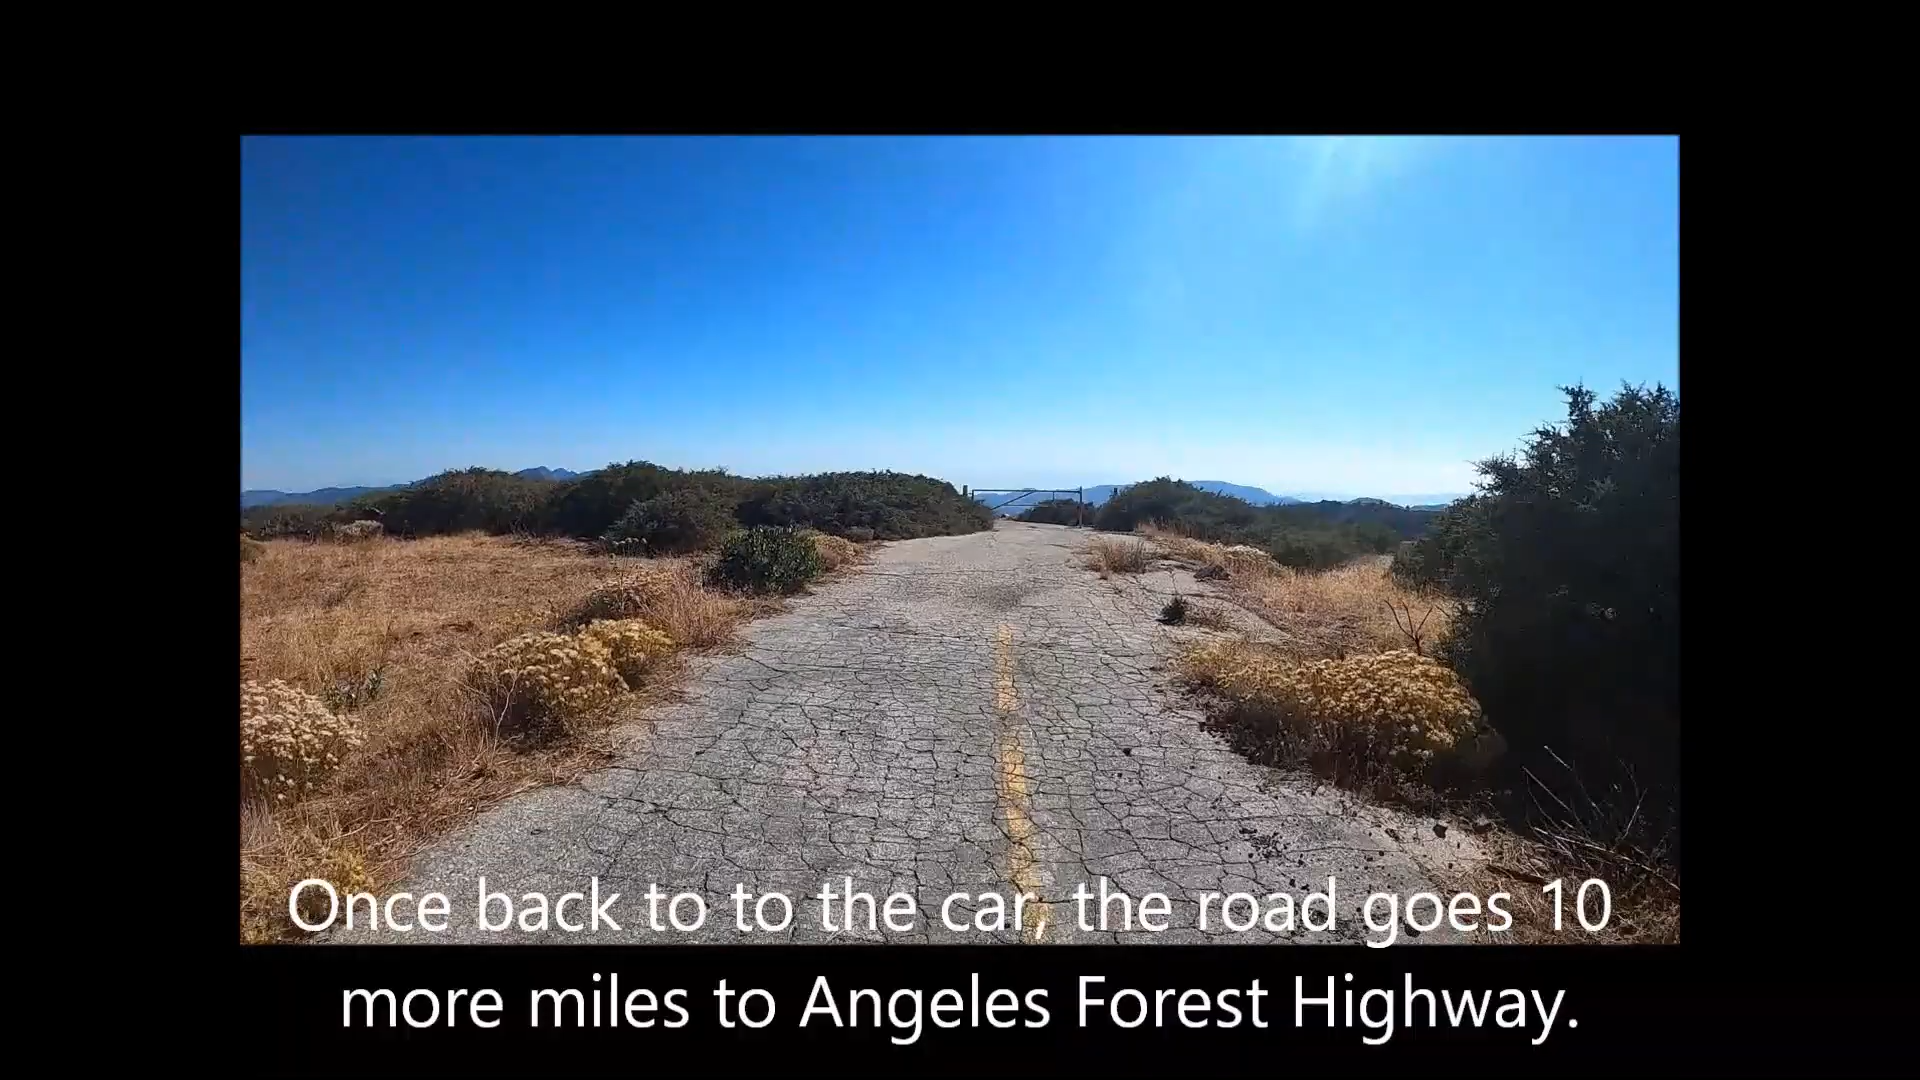 Once back to to the car, the road goes 10
more miles to Angeles Forest Highway.